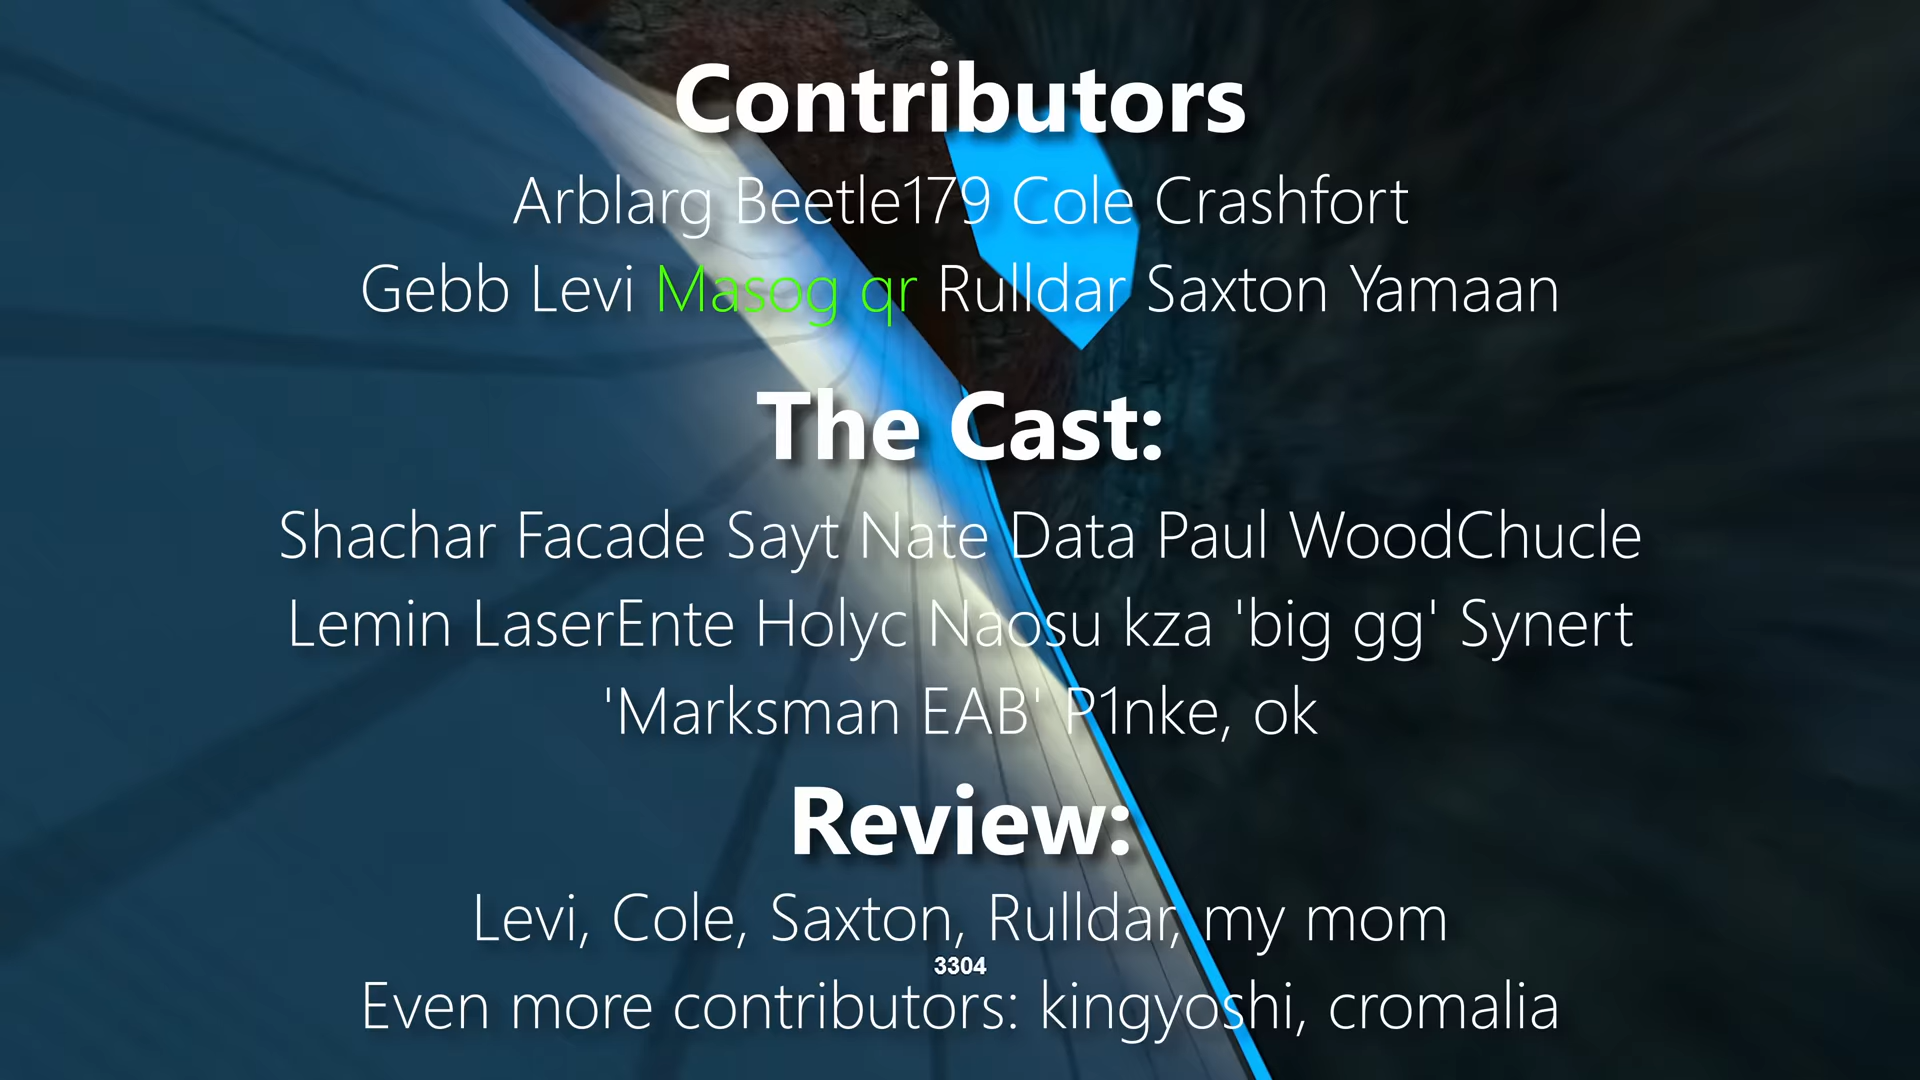 Contributors
Arblarg Beetle179 Cole Crashfort
Gebb Levi Masog qr Rulldar Saxton Yamaan
The Cast:
Shachar Facade Sayt Nate Data Paul WoodChucle
Lemin LaserEnte Holyc Naosu kza 'big gg' Synert
'Marksman EAB' P1nke, ok
Review:
Levi, Cole, Saxton, Rulldar, my mom
3304
Even more contributors: kingyoshi, cromalia